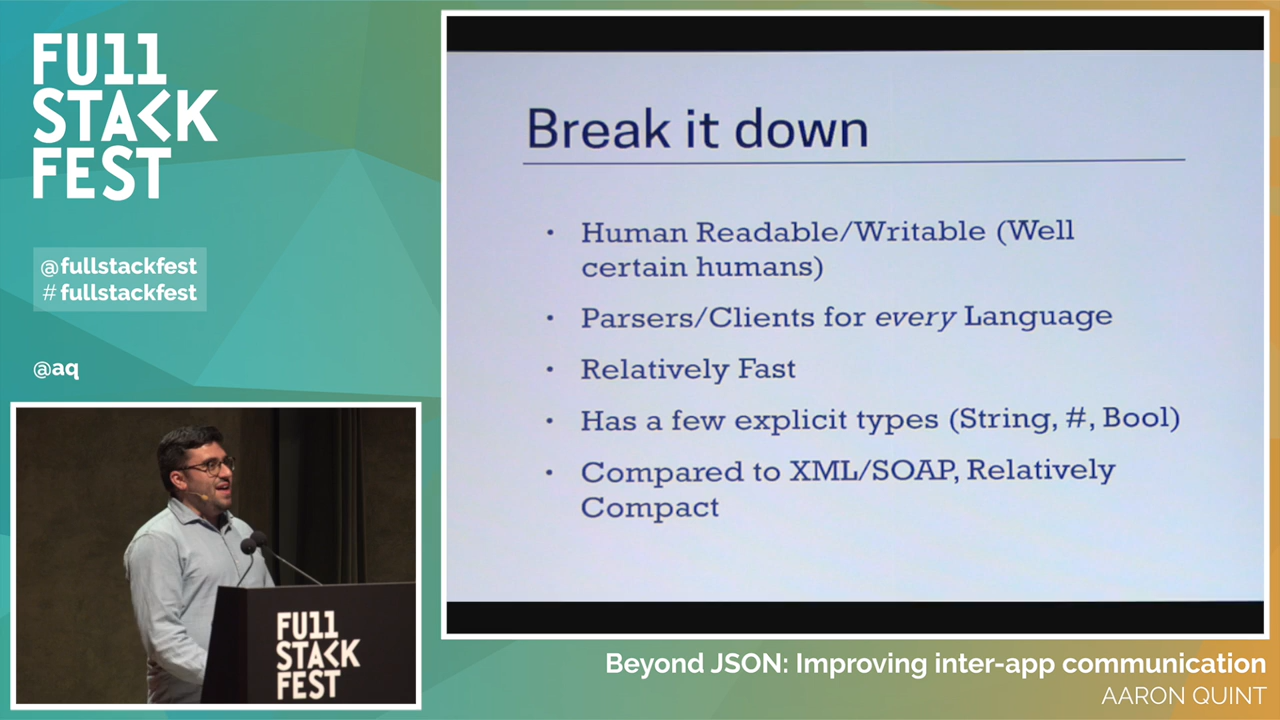 FU11
STACK
FEST
@fullstackfest
# fullstackfest
@aq
FU11
STACK
FEST
Break it down
• Human Readable/Writable (Well
certain humans)
• Parsers/Clients for every Language
• Relatively Fast
• Has a few explicit types (String, #, Bool)
• Compared to XML/SOAP, Relatively
Compact
Beyond JSON: Improving inter-app communication
AARON QUINT